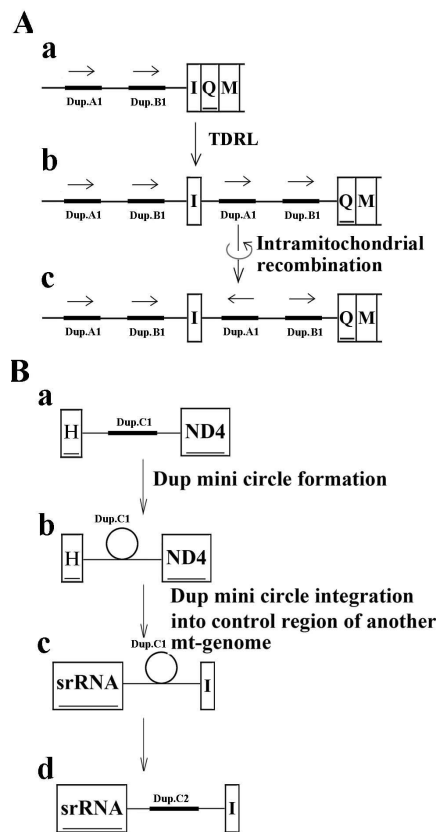 A
a
Dup.A1 Dup.B1 I Q M
TDRL
b
Dup.A1 Dup.B1 I Dup.A1 Dup.B1 Q M
Intramitochondrial
recombination
c
Dup.A1 Dup.B1 I Dup.A1 Dup.B1 Q M
B
a
H Dup.C1 ND4
Dup mini circle formation
b
Dup.C1
H ND4
Dup mini circle integration
into control region of another
mt-genome
c
Dup.C1
srRNA I
d
srRNA Dup.C2 I